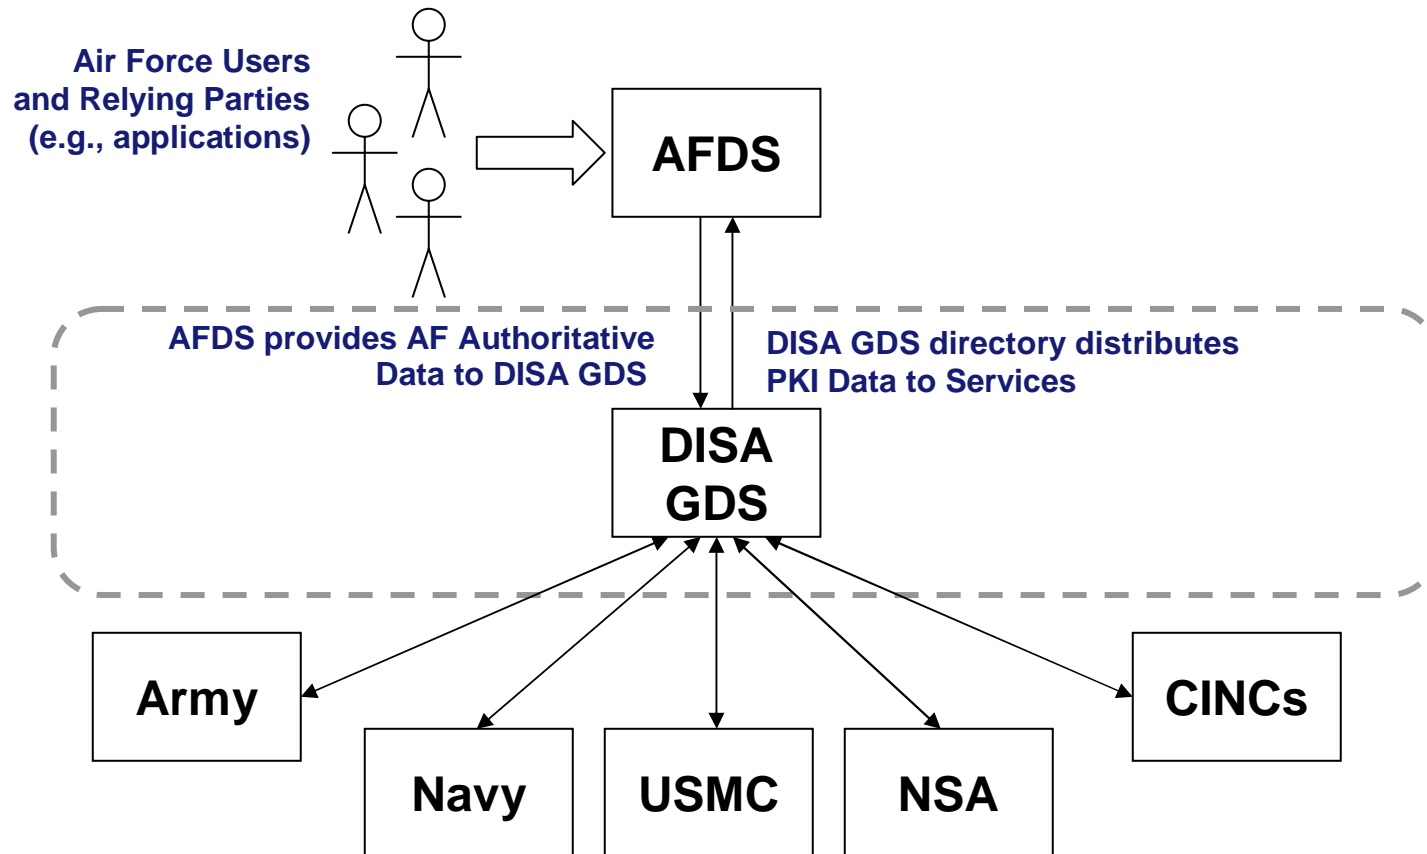 Air Force Users
and Relying Parties
(e.g., applications)
AFDS
AFDS provides AF Authoritative
Data to DISA GDS
DISA GDS directory distributes
PKI Data to Services
DISA
GDS
Army
CINCs
Navy
USMC
NSA